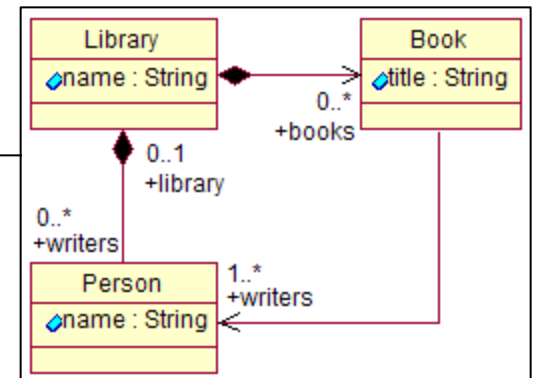 Library
name : String
Book
title : String
0..*
+books
0..1
+library
0..*
+writers
Person
name : String
1..*
+writers